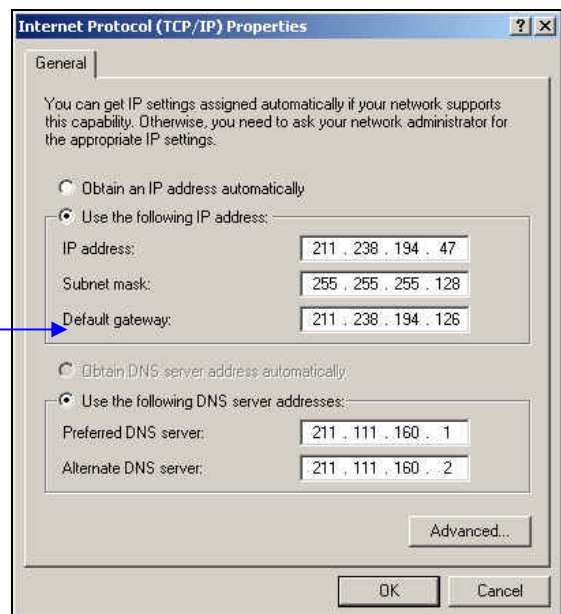 Internet Protocol (TCP/IP) Properties
General
You can get IP settings assigned automatically if your network supports
this capability. Otherwise, you need to ask your network administrator for
the appropriate IP settings.
Obtain an IP address automatically
Use the following IP address:
IP address: 211 . 238 . 194 . 47
Subnet mask: 255 . 255 . 255 . 128
Default gateway: 211 . 238 . 194 . 126
Obtain DNS server address automatically
Use the following DNS server addresses:
Preferred DNS server: 211 . 111 . 160 . 1
Alternate DNS server: 211 . 111 . 160 . 2
Advanced...
OK Cancel